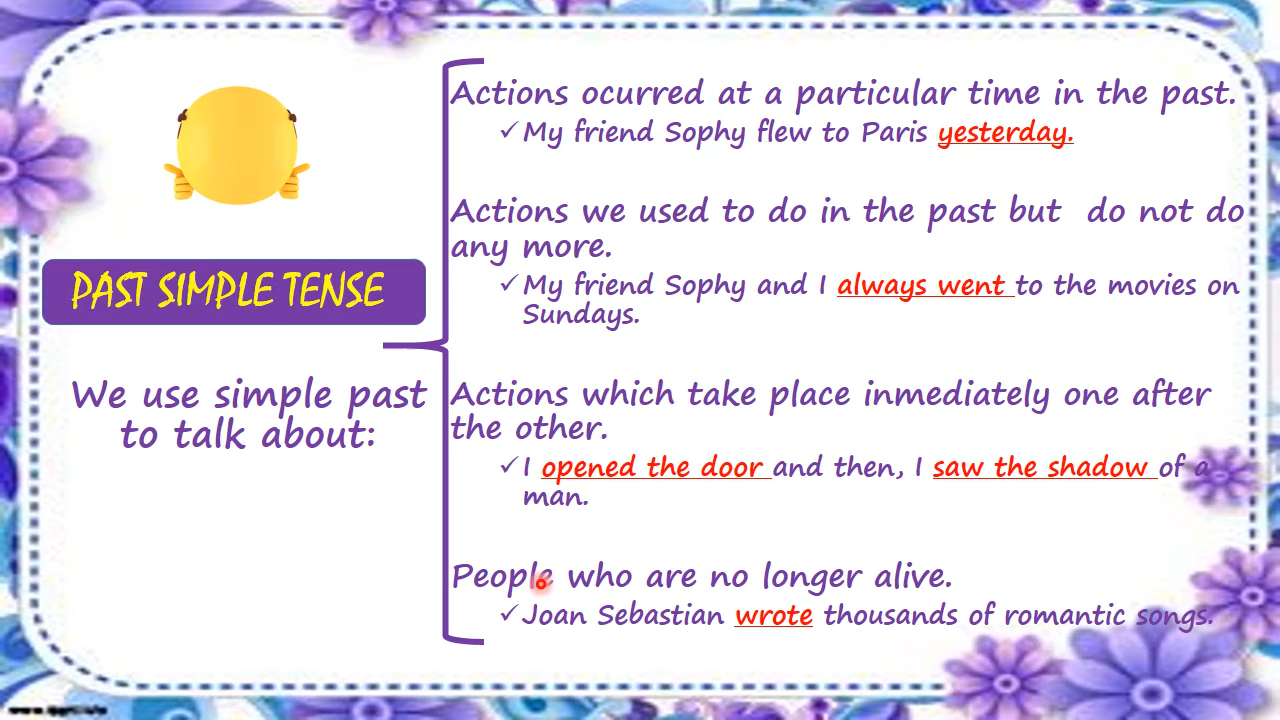 PAST SIMPLE TENSE
We use simple past
to talk about:
Actions ocurred at a particular time in the past.
✓My friend Sophy flew to Paris yesterday.
Actions we used to do in the past but do not do
any more.
✓My friend Sophy and I always went to the movies on
Sundays.
Actions which take place inmediately one after
the other.
✓I opened the door and then, I saw the shadow of a
man.
People who are no longer alive.
✓Joan Sebastian wrote thousands of romantic songs.